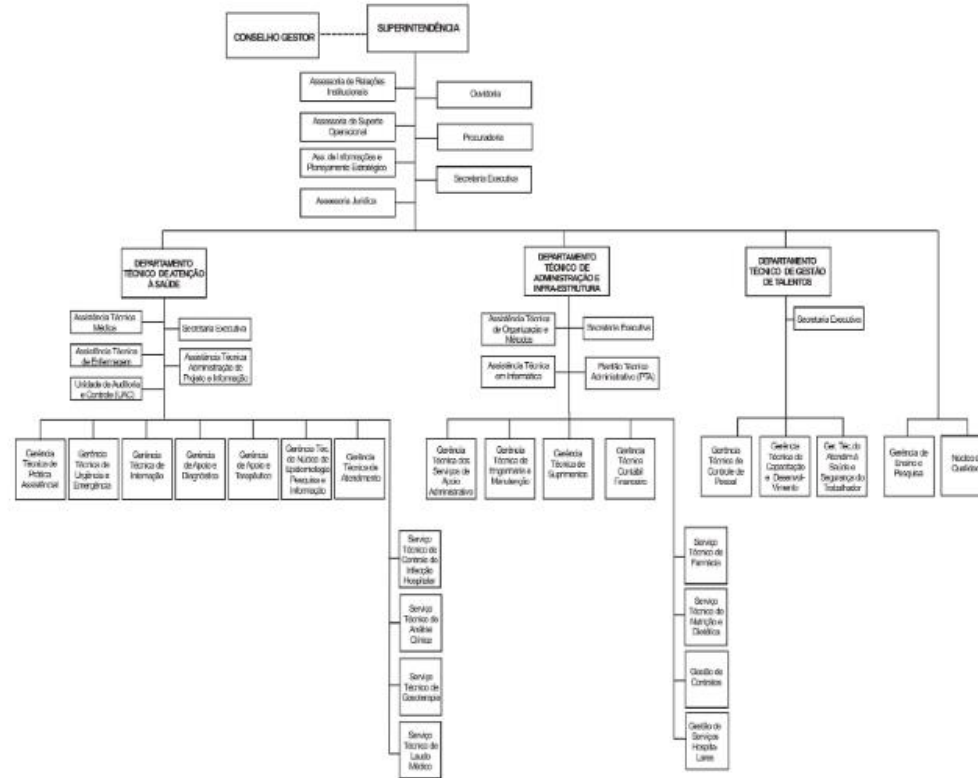 SUPERINTENDÊNCIA
CONSELHO GESTOR
Assessoria de Relações
Institucionais
Ouvidoria
Assessoria de Suporte
Operacional
Procuradoria
Ass. de Informações e
Planejamento Estratégico
Secretaria Executiva
Assessoria Jurídica
DEPARTAMENTO
TÉCNICO DE ATENÇÃO
À SAÚDE
DEPARTAMENTO
TÉCNICO DE
ADMINISTRAÇÃO E
INFRA-ESTRUTURA
DEPARTAMENTO
TÉCNICO DE GESTÃO
DE TALENTOS
Assistência Técnica
Médica
Secretaria Executiva
Assistência Técnica
de Enfermagem
Assistência Técnica
Administração de
Projeto e Informação
Unidade de Auditoria
e Controle (UAC)
Assistência Técnica
de Organização e
Métodos
Secretaria Executiva
Assistência Técnica
em Informática
Plantão Técnico
Administrativo (PTA)
Secretaria Executiva
Gerência
Técnica de
Prática
Assistencial
Gerência
Técnica de
Urgência e
Emergência
Gerência
Técnica de
Internação
Gerência
de Apoio e
Diagnóstico
Gerência
de Apoio e
Terapêutico
Gerência Téc.
do Núcleo de
Epidemiologia
Pesquisa e
Informação
Gerência
Técnica de
Atendimento
Gerência
Técnica dos
Serviços de
Apoio
Administrativo
Gerência
Técnica de
Engenharia e
Manutenção
Gerência
Técnica de
Suprimentos
Gerência
Técnica
Contábil
Financeiro
Gerência
Técnica de
Controle de
Pessoal
Gerência
Técnica de
Capacitação
e Desenvol-
vimento
Ger. Téc. do
Atendim à
Saúde e
Segurança do
Trabalhador
Gerência de
Ensino e
Pesquisa
Núcleo de
Qualidade
Serviço
Técnico de
Controle de
Infecção
Hospitalar
Serviço
Técnico de
Análise
Clínica
Serviço
Técnico de
Gasoterapia
Serviço
Técnico de
Laudo
Médico
Serviço
Técnico de
Farmácia
Serviço
Técnico de
Nutrição e
Dietética
Gestão de
Contratos
Gestão de
Serviços
Hospita-
Lares